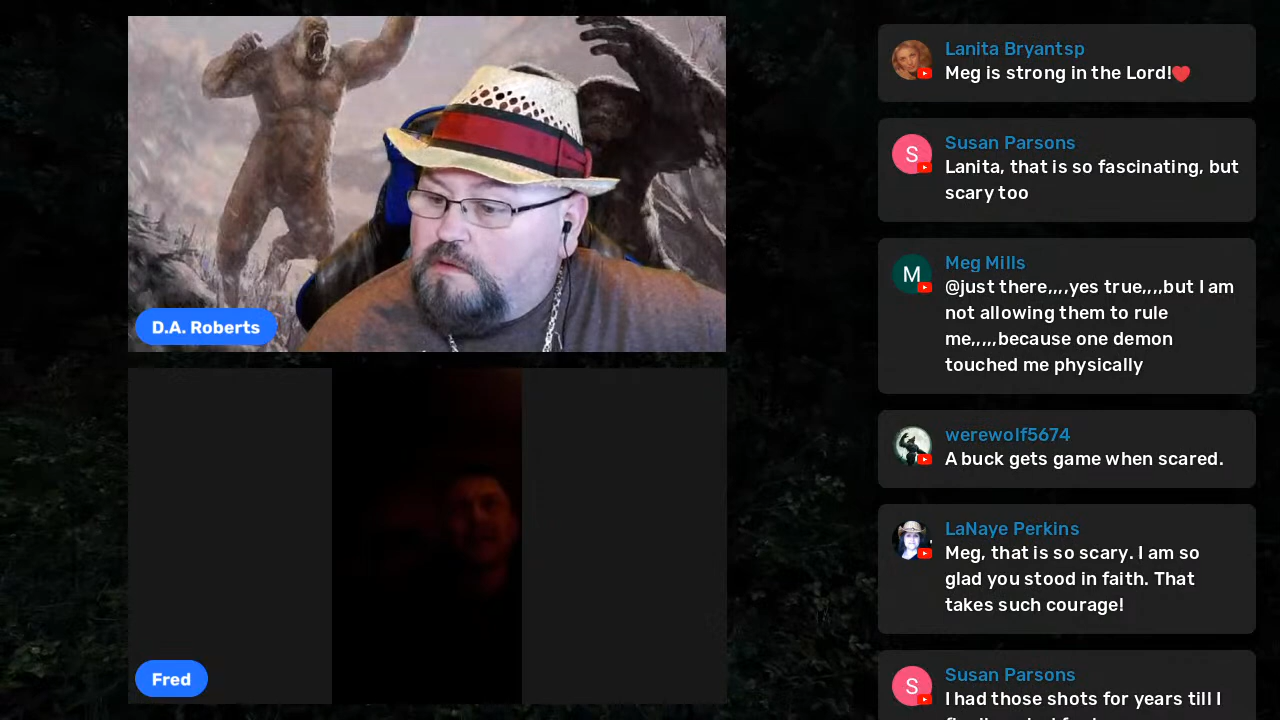 D.A. Roberts
Fred
Lanita Bryantsp
Meg is strong in the Lord!❤️
S
Susan Parsons
Lanita, that is so fascinating, but
scary too
M
Meg Mills
@just there,,,,yes true,,,,but I am
not allowing them to rule
me,,,,,because one demon
touched me physically
werewolf5674
A buck gets game when scared.
LaNaye Perkins
Meg, that is so scary. I am so
glad you stood in faith. That
takes such courage!
S
Susan Parsons
I had those shots for years till I